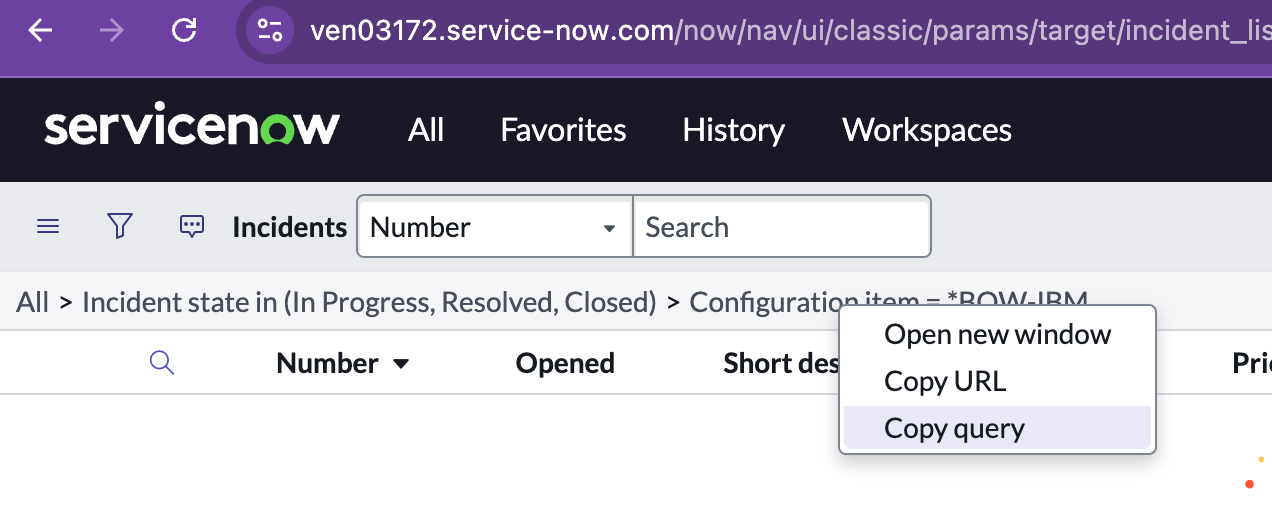 ven03172.service-now.com/now/nav/ui/classic/params/target/incident_lis
servicenow All Favorites History Workspaces
Incidents Number Search
All > Incident state in (In Progress, Resolved, Closed) > Configuration item = *BOW-IBM
Number Opened Short des Pri
Open new window
Copy URL
Copy query